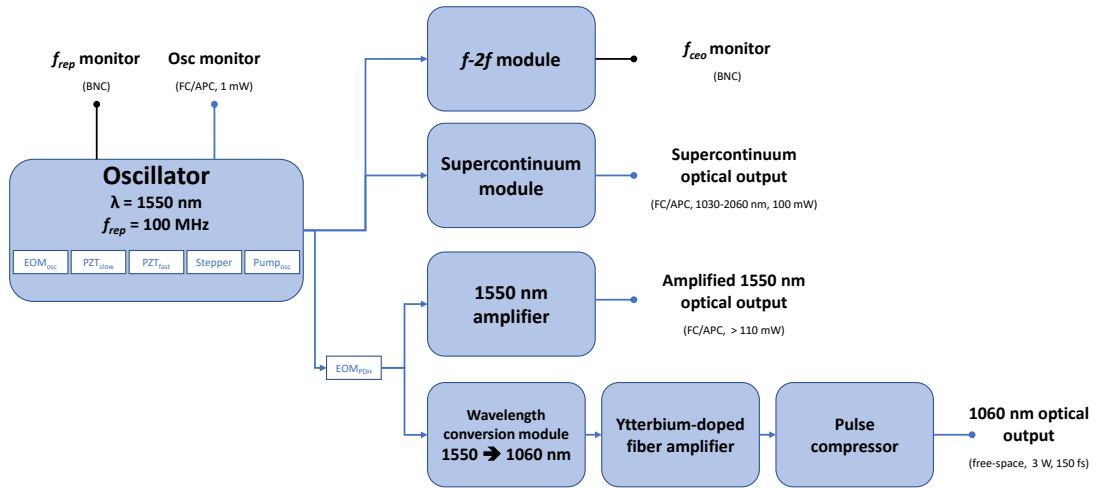 f_rep monitor
(BNC)
Osc monitor
(FC/APC, 1 mW)
Oscillator
λ = 1550 nm
f_rep = 100 MHz
EOM_osc
PZT_slow
PZT_fast
Stepper
Pump_osc
f-2f module
f_ceo monitor
(BNC)
Supercontinuum
module
Supercontinuum
optical output
(FC/APC, 1030-2060 nm, 100 mW)
1550 nm
amplifier
Amplified 1550 nm
optical output
(FC/APC, > 110 mW)
EOM_PDH
Wavelength
conversion module
1550 ➔ 1060 nm
Ytterbium-doped
fiber amplifier
Pulse
compressor
1060 nm optical
output
(free-space, 3 W, 150 fs)